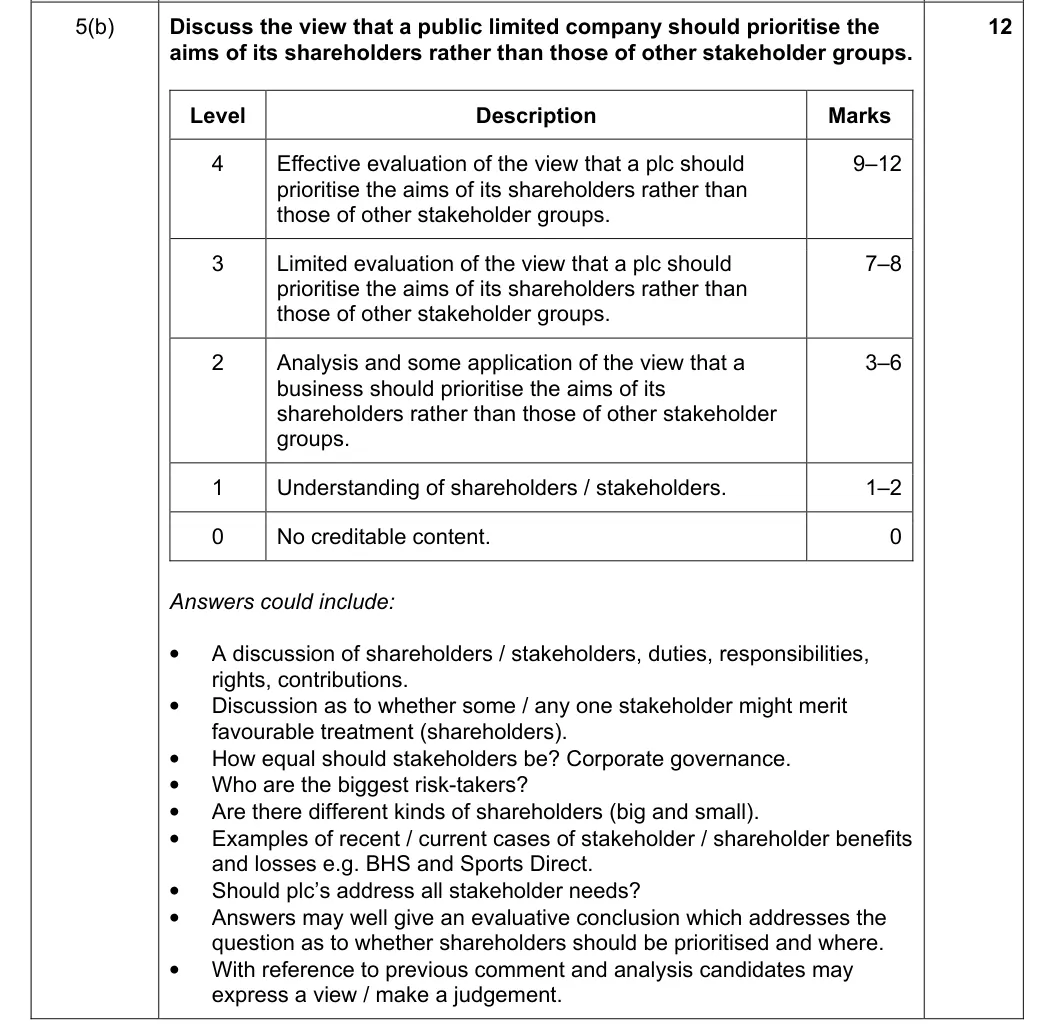 5(b)
Discuss the view that a public limited company should prioritise the
aims of its shareholders rather than those of other stakeholder groups.
12
Level Description Marks
4 Effective evaluation of the view that a plc should 9–12
prioritise the aims of its shareholders rather than
those of other stakeholder groups.
3 Limited evaluation of the view that a plc should 7–8
prioritise the aims of its shareholders rather than
those of other stakeholder groups.
2 Analysis and some application of the view that a 3–6
business should prioritise the aims of its
shareholders rather than those of other stakeholder
groups.
1 Understanding of shareholders / stakeholders. 1–2
0 No creditable content. 0
Answers could include:
• A discussion of shareholders / stakeholders, duties, responsibilities,
rights, contributions.
• Discussion as to whether some / any one stakeholder might merit
favourable treatment (shareholders).
• How equal should stakeholders be? Corporate governance.
• Who are the biggest risk-takers?
• Are there different kinds of shareholders (big and small).
• Examples of recent / current cases of stakeholder / shareholder benefits
and losses e.g. BHS and Sports Direct.
• Should plc’s address all stakeholder needs?
• Answers may well give an evaluative conclusion which addresses the
question as to whether shareholders should be prioritised and where.
• With reference to previous comment and analysis candidates may
express a view / make a judgement.